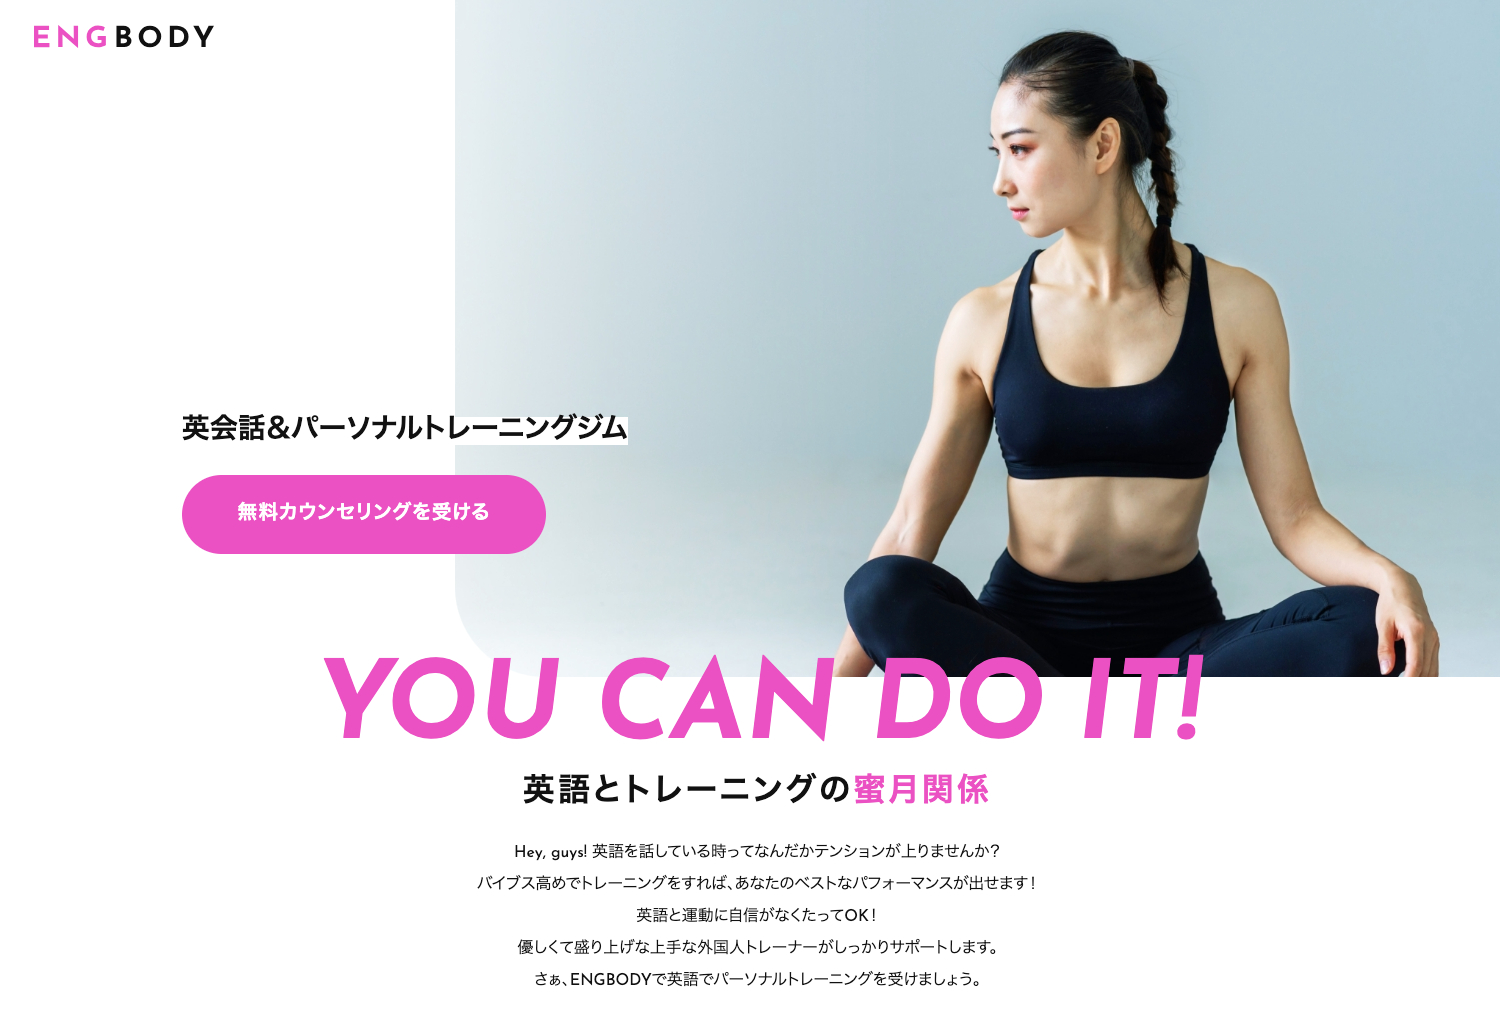 ENGBODY
英会話&パーソナルトレーニングジム
無料カウンセリングを受ける
YOU CAN DO IT!
英語とトレーニングの蜜月関係
Hey, guys! 英語を話している時ってなんだかテンションが上りませんか?
バイブス高めでトレーニングをすれば、あなたのベストなパフォーマンスが出せます!
英語と運動に自信がなくたってOK!
優しくて盛り上げな上手な外国人トレーナーがしっかりサポートします。
さぁ、ENGBODYで英語でパーソナルトレーニングを受けましょう。